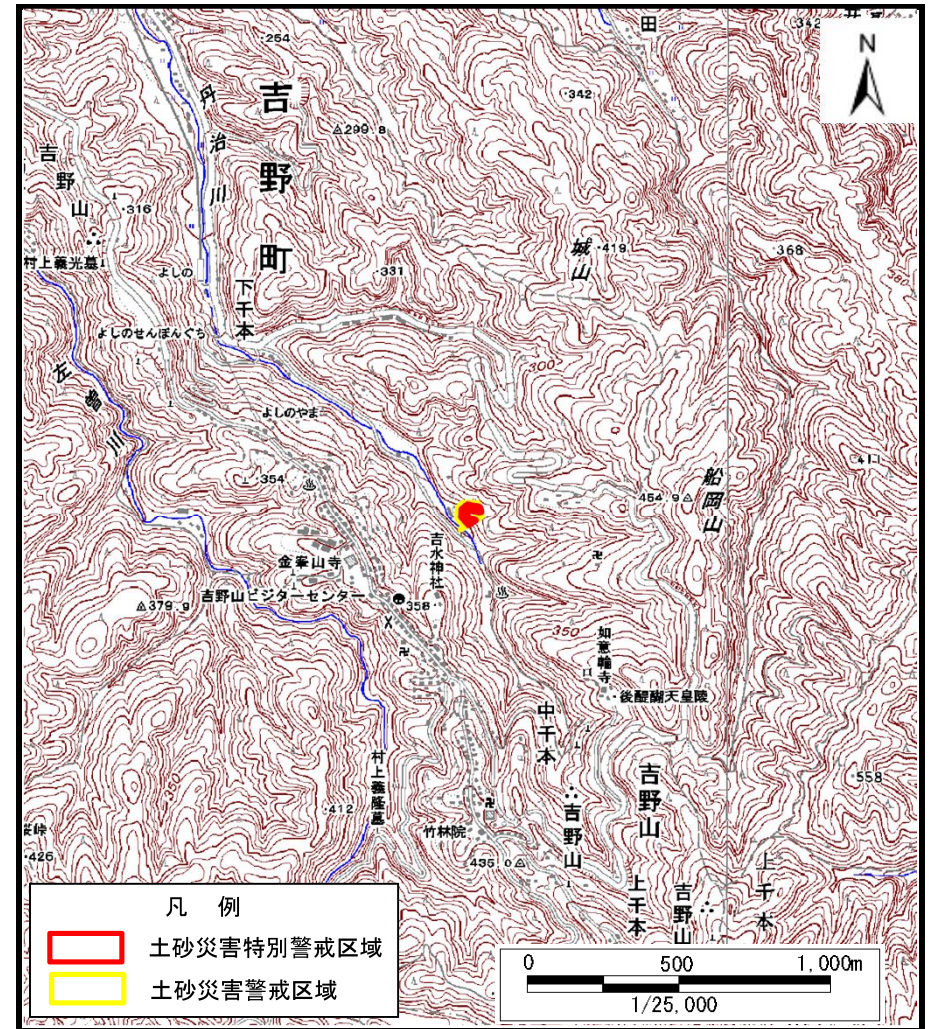 ・254
342
田
N
丹治川
吉野町
△299.8
・342
吉野山
・316
城山
・419
・368
村上義光墓
よしの
・331
下千本
よしのせんぼんぐち
300
左曽川
よしのやま
・354
船岡山
454.9△
吉水神社
金峯山寺
吉野山ビジターセンター
・358
△379.9
350
如意輪寺
後醍醐天皇陵
中千本
村上義隆墓
吉野山
・558
・412
∴吉野山
竹林院
・426
435.0△
上千本
上千本
吉野山
凡 例
土砂災害特別警戒区域
土砂災害警戒区域
0 500 1,000m
1/25,000